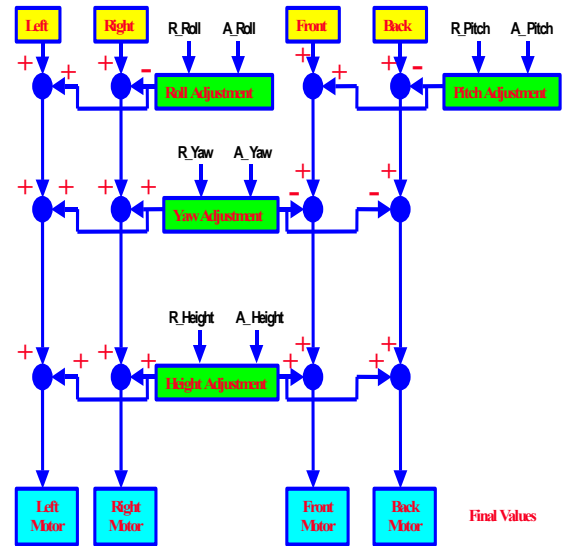 Left Right R_Roll A_Roll Front Back R_Pitch A_Pitch
+ + + +
+ - + -
Roll Adjustment Pitch Adjustment
R_Yaw A_Yaw
+ + + +
+ + - -
Yaw Adjustment
R_Height A_Height
+ + + +
+ + + +
Height Adjustment
Left Motor
Right Motor
Front Motor
Back Motor
Final Values